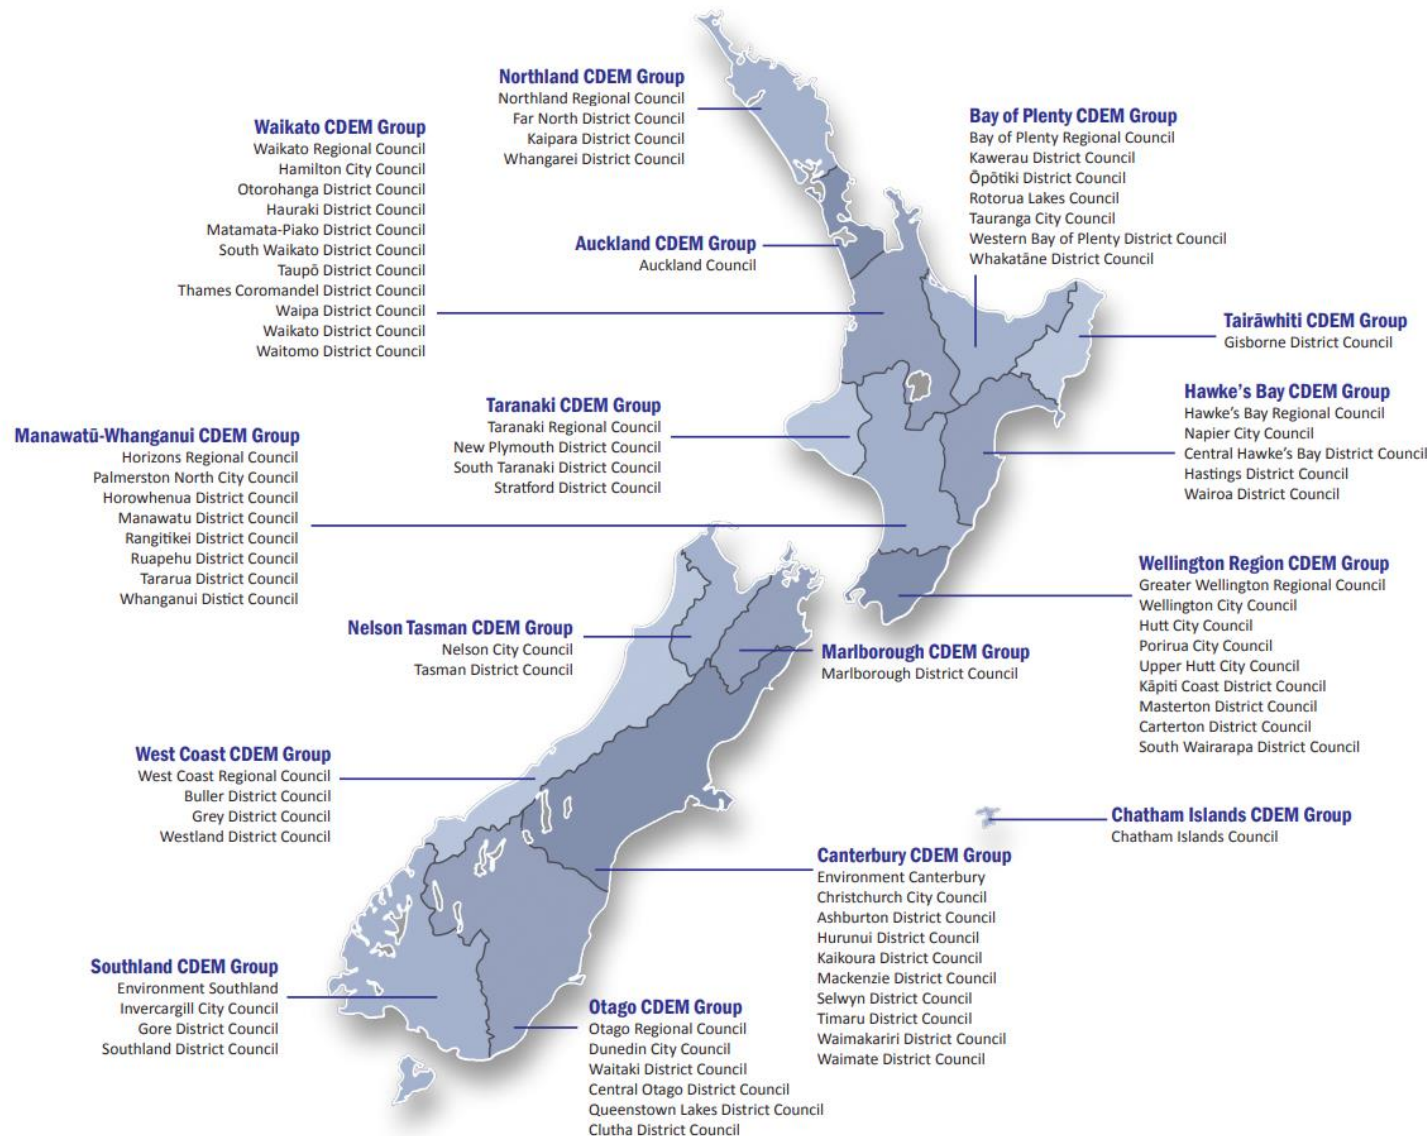 Northland CDEM Group
Northland Regional Council
Far North District Council
Kaipara District Council
Whangarei District Council
Waikato CDEM Group
Waikato Regional Council
Hamilton City Council
Otorohanga District Council
Hauraki District Council
Matamata-Piako District Council
South Waikato District Council
Taupō District Council
Thames Coromandel District Council
Waipa District Council
Waikato District Council
Waitomo District Council
Bay of Plenty CDEM Group
Bay of Plenty Regional Council
Kawerau District Council
Ōpōtiki District Council
Rotorua Lakes Council
Tauranga City Council
Western Bay of Plenty District Council
Whakatāne District Council
Auckland CDEM Group
Auckland Council
Tairāwhiti CDEM Group
Gisborne District Council
Hawke's Bay CDEM Group
Hawke's Bay Regional Council
Napier City Council
Central Hawke's Bay District Council
Hastings District Council
Wairoa District Council
Taranaki CDEM Group
Taranaki Regional Council
New Plymouth District Council
South Taranaki District Council
Stratford District Council
Manawatū-Whanganui CDEM Group
Horizons Regional Council
Palmerston North City Council
Horowhenua District Council
Manawatu District Council
Rangitikei District Council
Ruapehu District Council
Tararua District Council
Whanganui Distict Council
Wellington Region CDEM Group
Greater Wellington Regional Council
Wellington City Council
Hutt City Council
Porirua City Council
Upper Hutt City Council
Kāpiti Coast District Council
Masterton District Council
Carterton District Council
South Wairarapa District Council
Nelson Tasman CDEM Group
Nelson City Council
Tasman District Council
Marlborough CDEM Group
Marlborough District Council
West Coast CDEM Group
West Coast Regional Council
Buller District Council
Grey District Council
Westland District Council
Chatham Islands CDEM Group
Chatham Islands Council
Canterbury CDEM Group
Environment Canterbury
Christchurch City Council
Ashburton District Council
Hurunui District Council
Kaikoura District Council
Mackenzie District Council
Selwyn District Council
Timaru District Council
Waimakariri District Council
Waimate District Council
Southland CDEM Group
Environment Southland
Invercargill City Council
Gore District Council
Southland District Council
Otago CDEM Group
Otago Regional Council
Dunedin City Council
Waitaki District Council
Central Otago District Council
Queenstown Lakes District Council
Clutha District Council